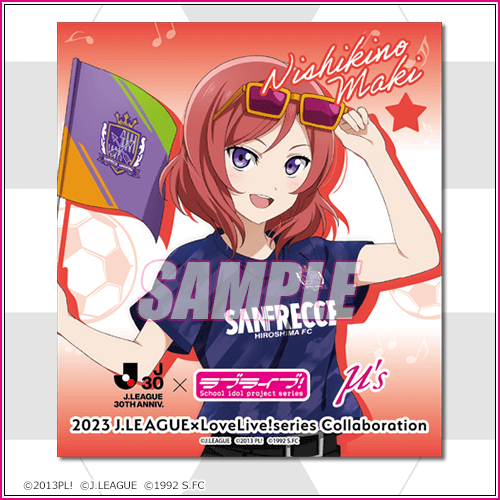 Nishikino
Maki
SAMPLE
SANFRECCE
HIROSHIMA FC
J 30
J.LEAGUE
30TH ANNIV.
×
ラブライブ!
School idol project series
μ's
2023 J.LEAGUE×LoveLive!series Collaboration
©J.LEAGUE ©2013 PL! ©1992 S.FC
©2013PL! ©J.LEAGUE ©1992 S.FC